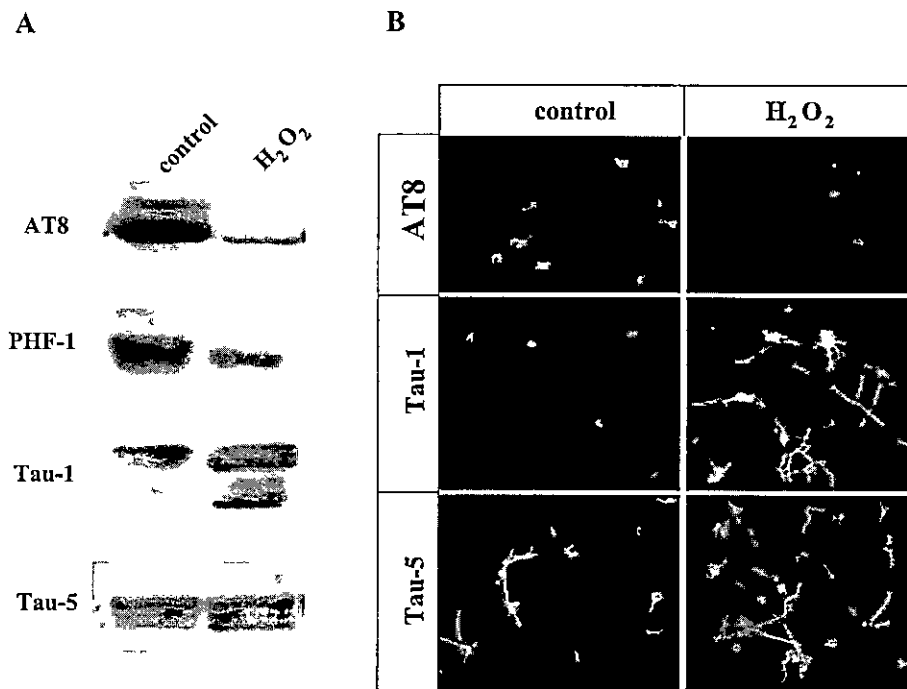 A
control
H2O2
AT8
PHF-1
Tau-1
Tau-5
B
control
H2O2
AT8
Tau-1
Tau-5